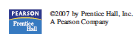 PEARSON
Prentice
Hall
©2007 by Prentice Hall, Inc.
A Pearson Company